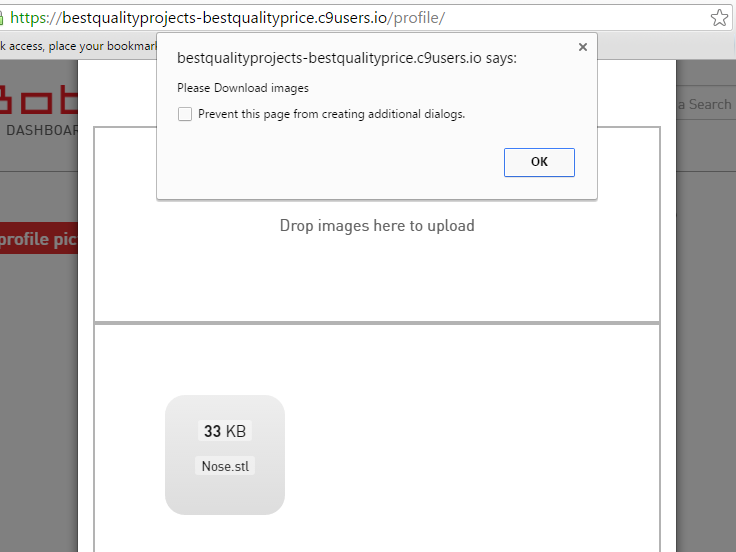 https://bestqualityprojects-bestqualityprice.c9users.io/profile/
k access, place your bookmar
bestqualityprojects-bestqualityprice.c9users.io says:
Please Download images
Prevent this page from creating additional dialogs.
OK
a Search
DASHBOA
Drop images here to upload
profile pic
33 KB
Nose.stl